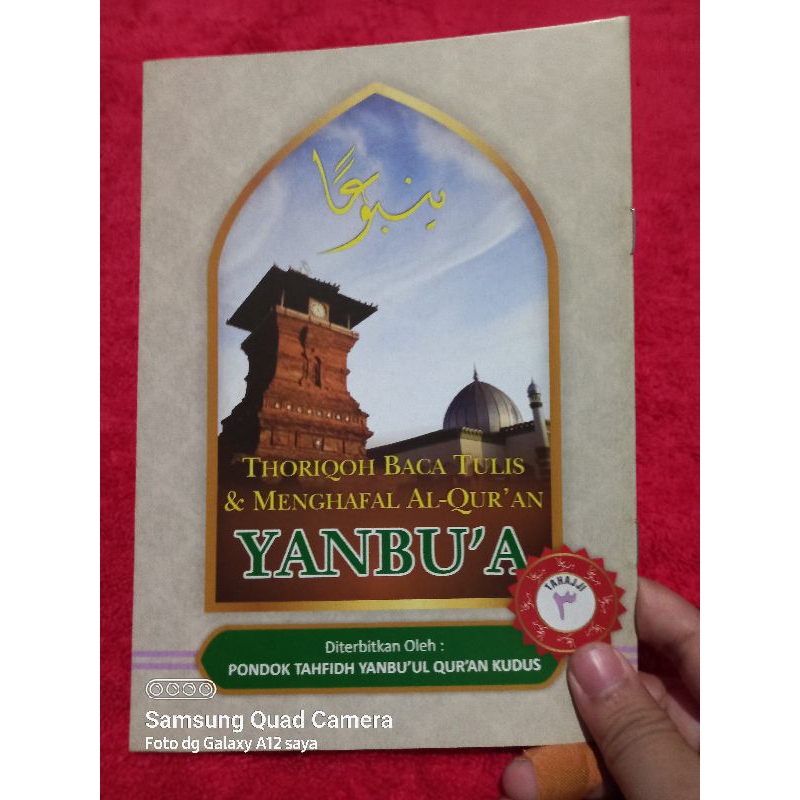 ينبوعًا
THORIQOH BACA TULIS
& MENGHAFAL AL-QUR'AN
YANBU'A
TAHAJJI
٣
Diterbitkan Oleh :
PONDOK TAHFIDH YANBU'UL QUR'AN KUDUS
Samsung Quad Camera
Foto dg Galaxy A12 saya